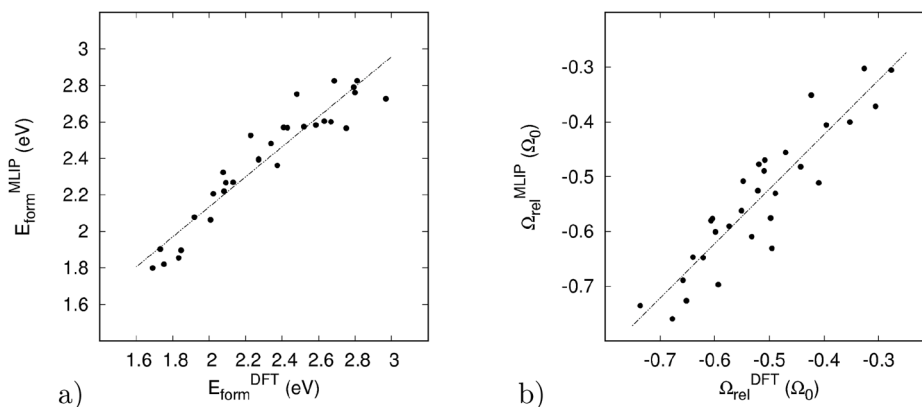 3
2.8
2.6
2.4
2.2
2
1.8
1.6
E_form^MLIP (eV)
1.6 1.8 2 2.2 2.4 2.6 2.8 3
E_form^DFT (eV)
a)
-0.3
-0.4
-0.5
-0.6
-0.7
Ω_rel^MLIP (Ω_0)
-0.7 -0.6 -0.5 -0.4 -0.3
Ω_rel^DFT (Ω_0)
b)